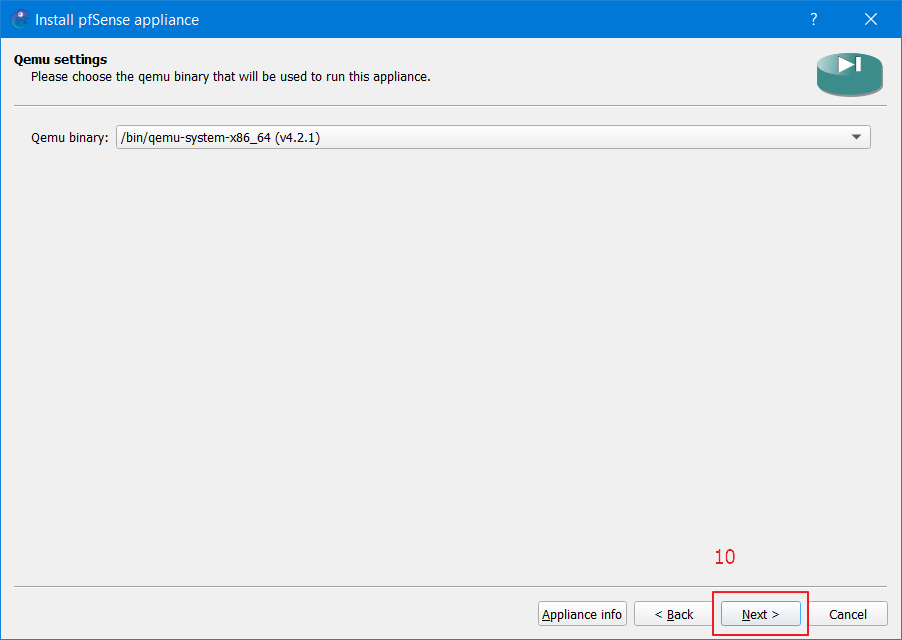 Install pfSense appliance
?
Qemu settings
Please choose the qemu binary that will be used to run this appliance.
Qemu binary: /bin/qemu-system-x86_64 (v4.2.1)
10
Appliance info < Back Next > Cancel